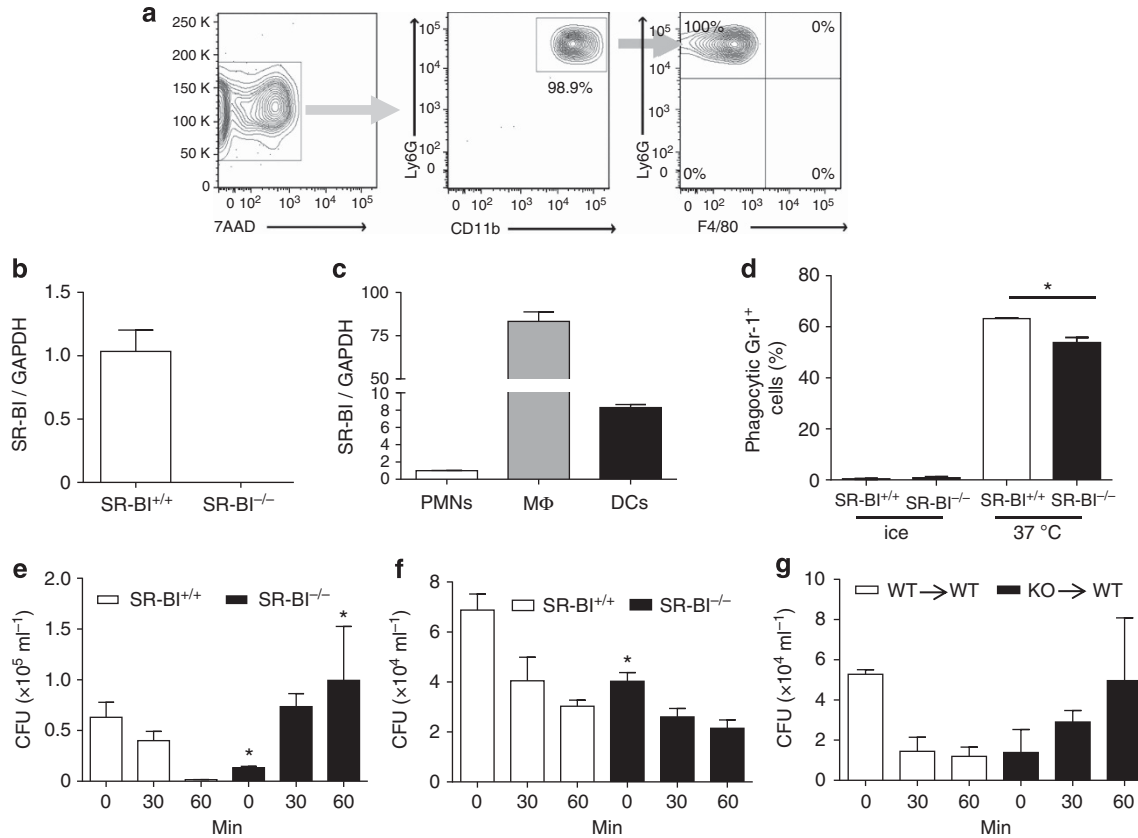 a
250 K
200 K
150 K
100 K
50 K
0
0 10² 10³ 10⁴ 10⁵
7AAD
10⁵
10⁴
10³
10²
0
Ly6G
98.9%
0 10² 10³ 10⁴ 10⁵
CD11b
10⁵
10⁴
10³
10²
0
Ly6G
100% 0%
0% 0%
0 10² 10³ 10⁴ 10⁵
F4/80
b
SR-BI / GAPDH
1.5
1.0
0.5
0
SR-BI⁺/⁺ SR-BI⁻/⁻
c
SR-BI / GAPDH
100
75
50
10
8
6
4
2
0
PMNs MΦ DCs
d
Phagocytic Gr-1⁺
cells (%)
80
60
40
20
0
*
SR-BI⁺/⁺ SR-BI⁻/⁻ SR-BI⁺/⁺ SR-BI⁻/⁻
ice 37 °C
e
CFU (×10⁵ ml⁻¹)
2.0
1.5
1.0
0.5
0
SR-BI⁺/⁺ SR-BI⁻/⁻
* *
0 30 60 0 30 60
Min
f
CFU (×10⁴ ml⁻¹)
8
6
4
2
0
SR-BI⁺/⁺ SR-BI⁻/⁻
*
0 30 60 0 30 60
Min
g
CFU (×10⁴ ml⁻¹)
10
8
6
4
2
0
WT → WT KO → WT
0 30 60 0 30 60
Min